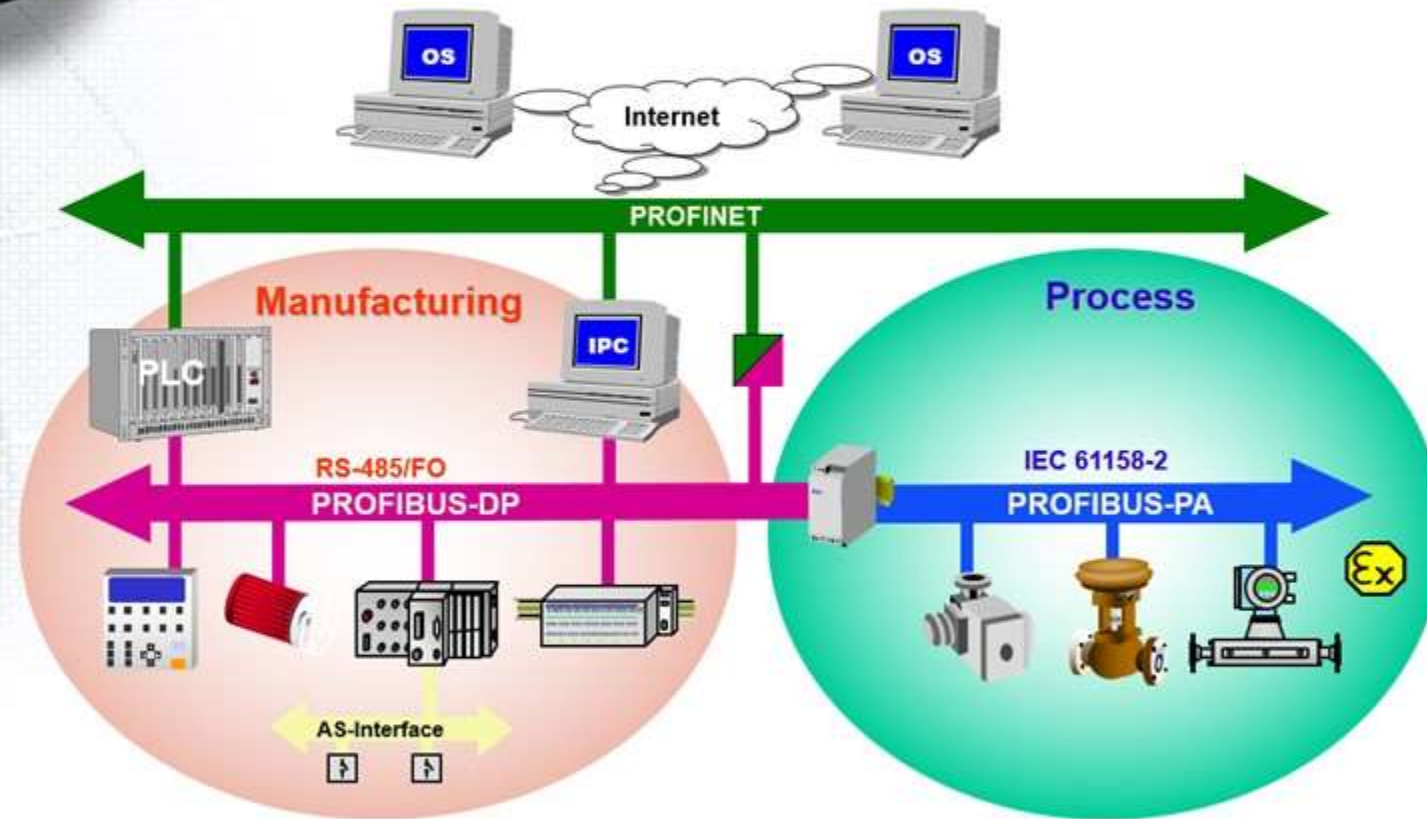 OS
OS
Internet
PROFINET
Manufacturing
Process
PLC
IPC
RS-485/FO
IEC 61158-2
PROFIBUS-DP
PROFIBUS-PA
Ex
AS-Interface